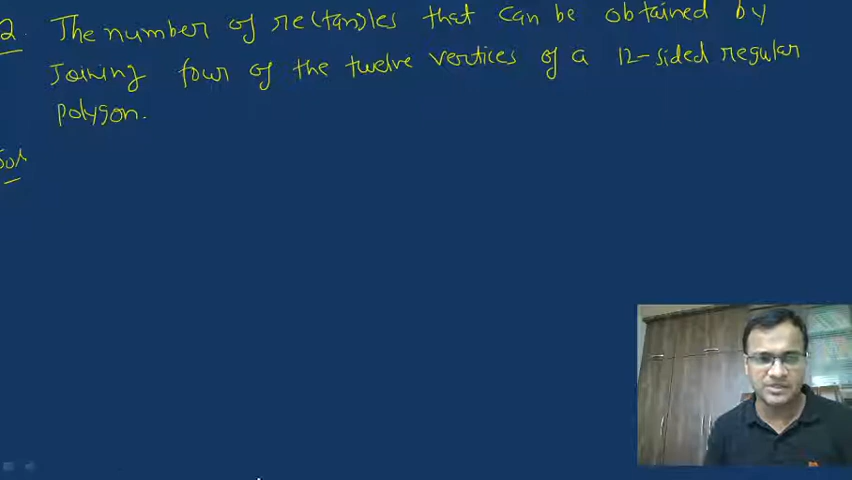 2. The number of rectangles that can be obtained by
Joining four of the twelve vertices of a 12-sided regular
polygon.
Sol